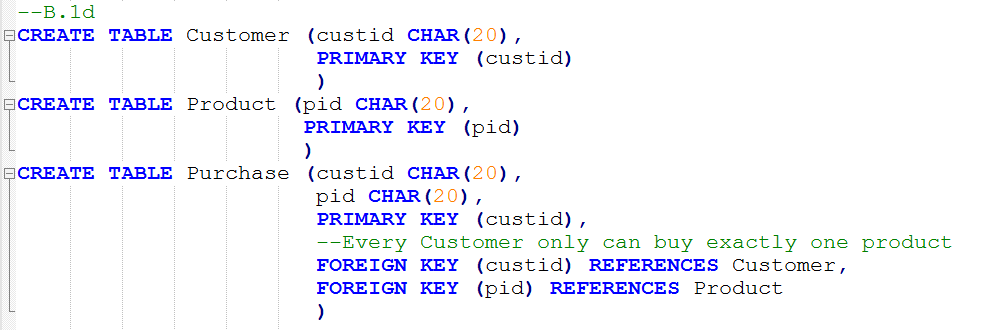 --B.1d
CREATE TABLE Customer (custid CHAR(20),
PRIMARY KEY (custid)
)
CREATE TABLE Product (pid CHAR(20),
PRIMARY KEY (pid)
)
CREATE TABLE Purchase (custid CHAR(20),
pid CHAR(20),
PRIMARY KEY (custid),
--Every Customer only can buy exactly one product
FOREIGN KEY (custid) REFERENCES Customer,
FOREIGN KEY (pid) REFERENCES Product
)